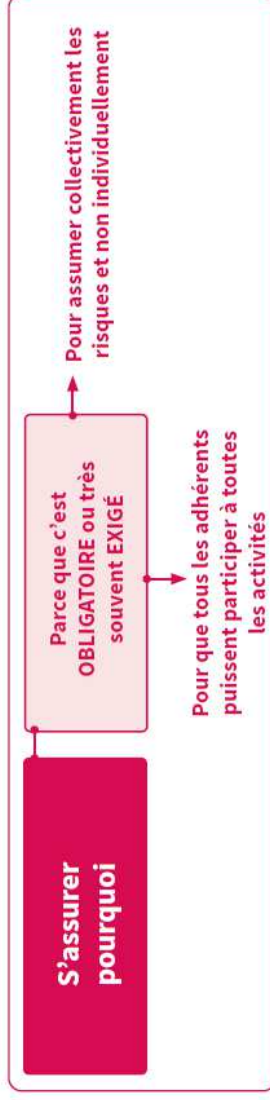 S’assurer
pourquoi
Parce que c’est
OBLIGATOIRE ou très
souvent EXIGÉ
Pour assumer collectivement les
risques et non individuellement
Pour que tous les adhérents
puissent participer à toutes
les activités